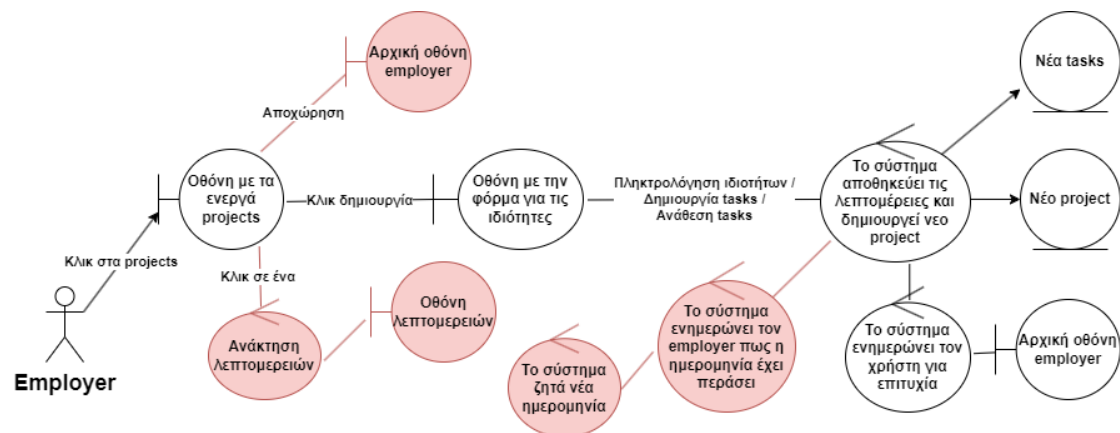 Αρχική οθόνη
employer
Νέα tasks
Αποχώρηση
Οθόνη με τα
ενεργά
projects
Κλικ δημιουργία
Οθόνη με την
φόρμα για τις
ιδιότητες
Πληκτρολόγηση ιδιοτήτων /
Δημιουργία tasks /
Ανάθεση tasks
Το σύστημα
αποθηκεύει τις
λεπτομέρειες και
δημιουργεί νεο
project
Νέο project
Κλικ στα projects
Κλικ σε ένα
Οθόνη
λεπτομερειών
Ανάκτηση
λεπτομερειών
Το σύστημα
ενημερώνει τον
employer πως η
ημερομηνία έχει
περάσει
Το σύστημα
ζητά νέα
ημερομηνία
Το σύστημα
ενημερώνει τον
χρήστη για
επιτυχία
Αρχική οθόνη
employer
Employer